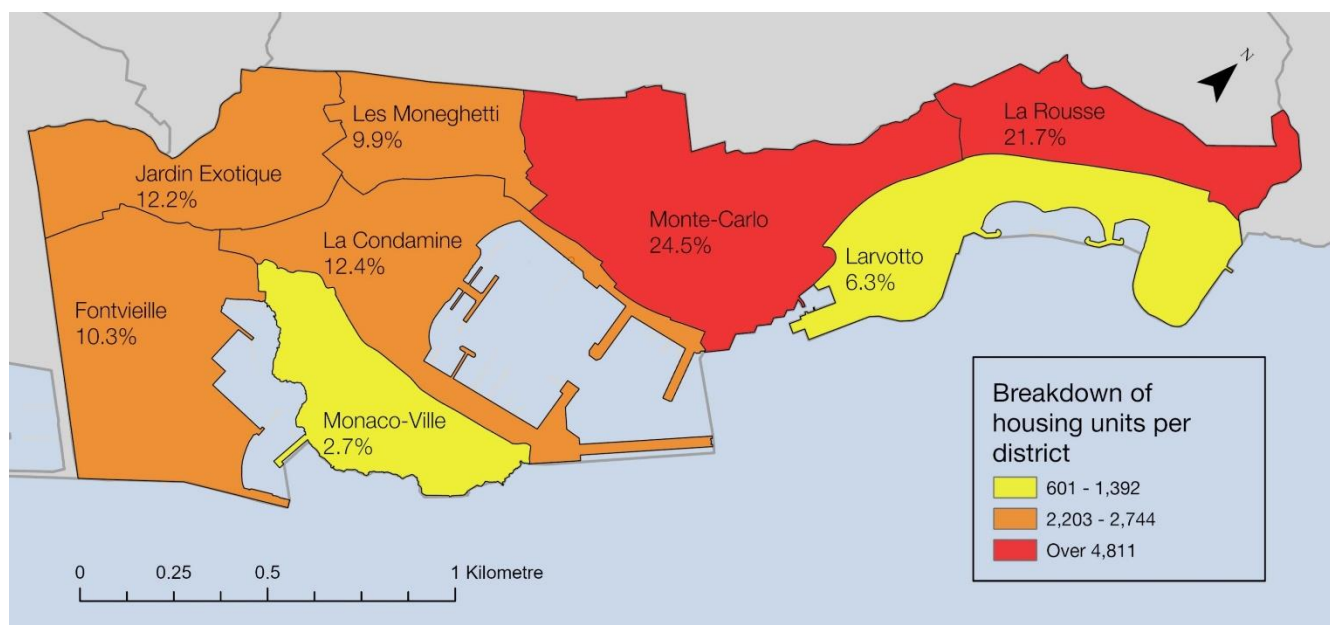 N
Les Moneghetti
9.9%
La Rousse
21.7%
Jardin Exotique
12.2%
Monte-Carlo
24.5%
La Condamine
12.4%
Larvotto
6.3%
Fontvieille
10.3%
Monaco-Ville
2.7%
Breakdown of
housing units per
district
601 - 1,392
2,203 - 2,744
Over 4,811
0 0.25 0.5 1 Kilometre